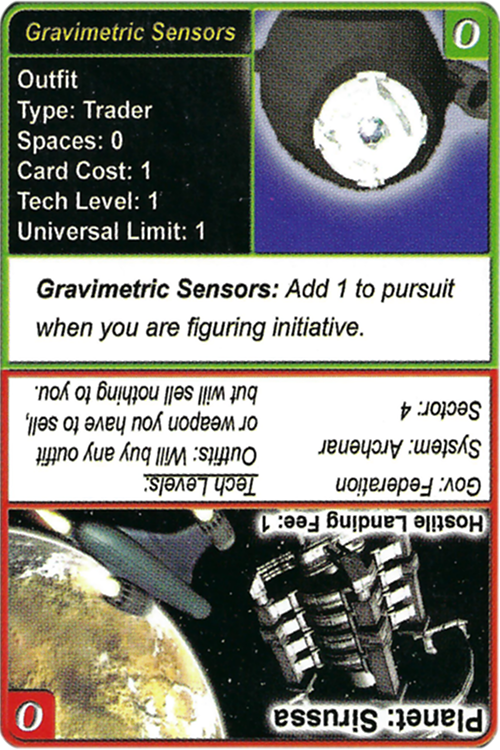 Gravimetric Sensors
0
Outfit
Type: Trader
Spaces: 0
Card Cost: 1
Tech Level: 1
Universal Limit: 1
Gravimetric Sensors: Add 1 to pursuit
when you are figuring initiative.
Planet: Sirussa
0
Hostile Landing Fee: 1
Gov: Federation
System: Archenar
Sector: 4
Tech Levels:
Outfits: Will buy any outfit
or weapon you have to sell,
but will sell nothing to you.